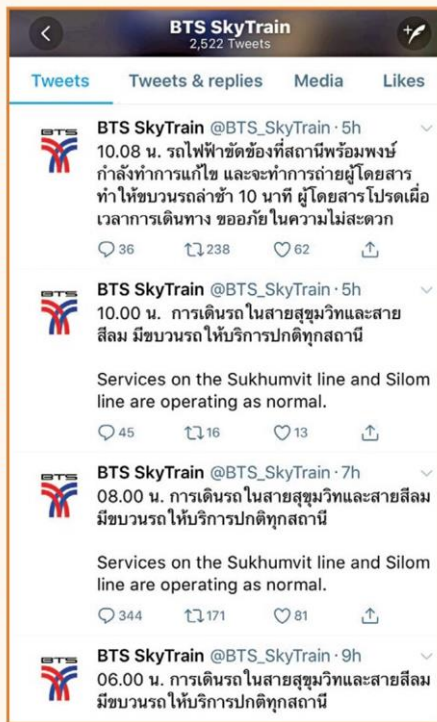 BTS SkyTrain
2,522 Tweets
Tweets Tweets & replies Media Likes
BTS
BTS SkyTrain @BTS_SkyTrain · 5h
10.08 น. รถไฟฟ้าขัดข้องที่สถานีพร้อมพงษ์
กำลังทำการแก้ไข และจะทำการถ่ายผู้โดยสาร
ทำให้ขบวนรถล่าช้า 10 นาที ผู้โดยสารโปรดเผื่อ
เวลาการเดินทาง ขออภัยในความไม่สะดวก
36 238 62
BTS
BTS SkyTrain @BTS_SkyTrain · 5h
10.00 น. การเดินรถในสายสุขุมวิทและสาย
สีลม มีขบวนรถให้บริการปกติทุกสถานี
Services on the Sukhumvit line and Silom
line are operating as normal.
45 16 13
BTS
BTS SkyTrain @BTS_SkyTrain · 7h
08.00 น. การเดินรถในสายสุขุมวิทและสายสีลม
มีขบวนรถให้บริการปกติทุกสถานี
Services on the Sukhumvit line and Silom
line are operating as normal.
344 171 81
BTS
BTS SkyTrain @BTS_SkyTrain · 9h
06.00 น. การเดินรถในสายสุขุมวิทและสายสีลม
มีขบวนรถให้บริการปกติทุกสถานี